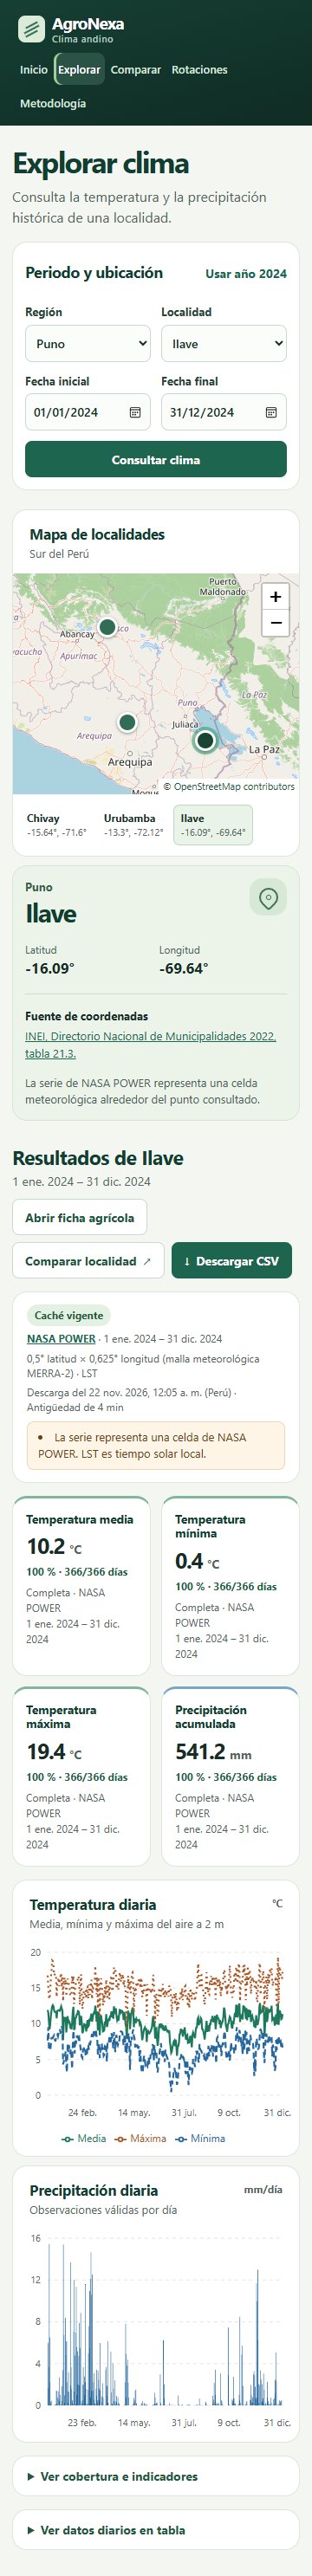 AgroNexa
Clima andino
Inicio Explorar Comparar Rotaciones
Metodología
Explorar clima
Consulta la temperatura y la precipitación
histórica de una localidad.
Periodo y ubicación Usar año 2024
Región Localidad
Puno Ilave
Fecha inicial Fecha final
01/01/2024 31/12/2024
Consultar clima
Mapa de localidades
Sur del Perú
Puerto
Maldonado
+
−
Abancay
Apurímac
La Paz
Puno
Juliaca
Arequipa
La Paz
Arequipa
© OpenStreetMap contributors
Chivay Urubamba Ilave
-15.64°, -71.6° -13.3°, -72.12° -16.09°, -69.64°
Puno
Ilave
Latitud Longitud
-16.09° -69.64°
Fuente de coordenadas
INEI, Directorio Nacional de Municipalidades 2022,
tabla 21.3.
La serie de NASA POWER representa una celda
meteorológica alrededor del punto consultado.
Resultados de Ilave
1 ene. 2024 – 31 dic. 2024
Abrir ficha agrícola
Comparar localidad ↗ ↓ Descargar CSV
Caché vigente
NASA POWER · 1 ene. 2024 – 31 dic. 2024
0,5° latitud × 0,625° longitud (malla meteorológica
MERRA-2) · LST
Descarga del 22 nov. 2026, 12:05 a. m. (Perú) ·
Antigüedad de 4 min
• La serie representa una celda de NASA
POWER. LST es tiempo solar local.
Temperatura media
10.2 °C
100 % · 366/366 días
Completa · NASA
POWER
1 ene. 2024 – 31 dic.
2024
Temperatura
mínima
0.4 °C
100 % · 366/366 días
Completa · NASA
POWER
1 ene. 2024 – 31 dic.
2024
Temperatura
máxima
19.4 °C
100 % · 366/366 días
Completa · NASA
POWER
1 ene. 2024 – 31 dic.
2024
Precipitación
acumulada
541.2 mm
100 % · 366/366 días
Completa · NASA
POWER
1 ene. 2024 – 31 dic.
2024
Temperatura diaria °C
Media, mínima y máxima del aire a 2 m
20
15
10
5
0
24 feb. 14 may. 31 jul. 9 oct. 31 dic.
Media Máxima Mínima
Precipitación diaria mm/día
Observaciones válidas por día
16
12
8
4
0
23 feb. 14 may. 31 jul. 9 oct. 31 dic.
▶ Ver cobertura e indicadores
▶ Ver datos diarios en tabla